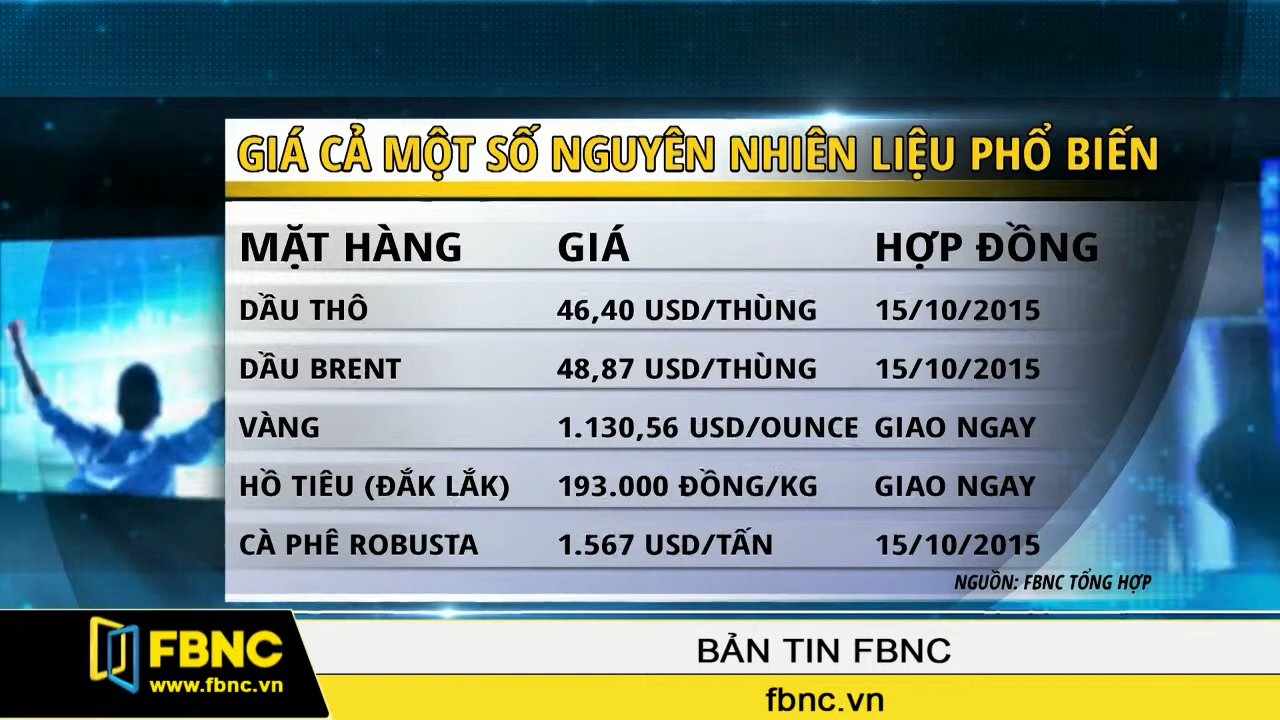 GIÁ CẢ MỘT SỐ NGUYÊN NHIÊN LIỆU PHỔ BIẾN
MẶT HÀNG GIÁ HỢP ĐỒNG
DẦU THÔ 46,40 USD/THÙNG 15/10/2015
DẦU BRENT 48,87 USD/THÙNG 15/10/2015
VÀNG 1.130,56 USD/OUNCE GIAO NGAY
HỒ TIÊU (ĐẮK LẮK) 193.000 ĐỒNG/KG GIAO NGAY
CÀ PHÊ ROBUSTA 1.567 USD/TẤN 15/10/2015
NGUỒN: FBNC TỔNG HỢP
FBNC
www.fbnc.vn
BẢN TIN FBNC
fbnc.vn